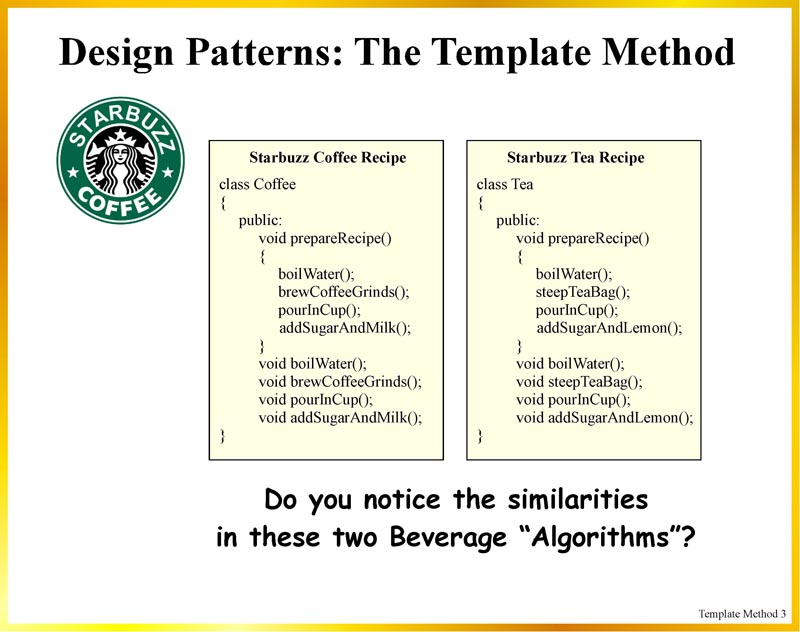 Design Patterns: The Template Method
STARBUZZ
COFFEE
Starbuzz Coffee Recipe
class Coffee
{
public:
void prepareRecipe()
{
boilWater();
brewCoffeeGrinds();
pourInCup();
addSugarAndMilk();
}
void boilWater();
void brewCoffeeGrinds();
void pourInCup();
void addSugarAndMilk();
}
Starbuzz Tea Recipe
class Tea
{
public:
void prepareRecipe()
{
boilWater();
steepTeaBag();
pourInCup();
addSugarAndLemon();
}
void boilWater();
void steepTeaBag();
void pourInCup();
void addSugarAndLemon();
}
Do you notice the similarities
in these two Beverage “Algorithms”?
Template Method 3